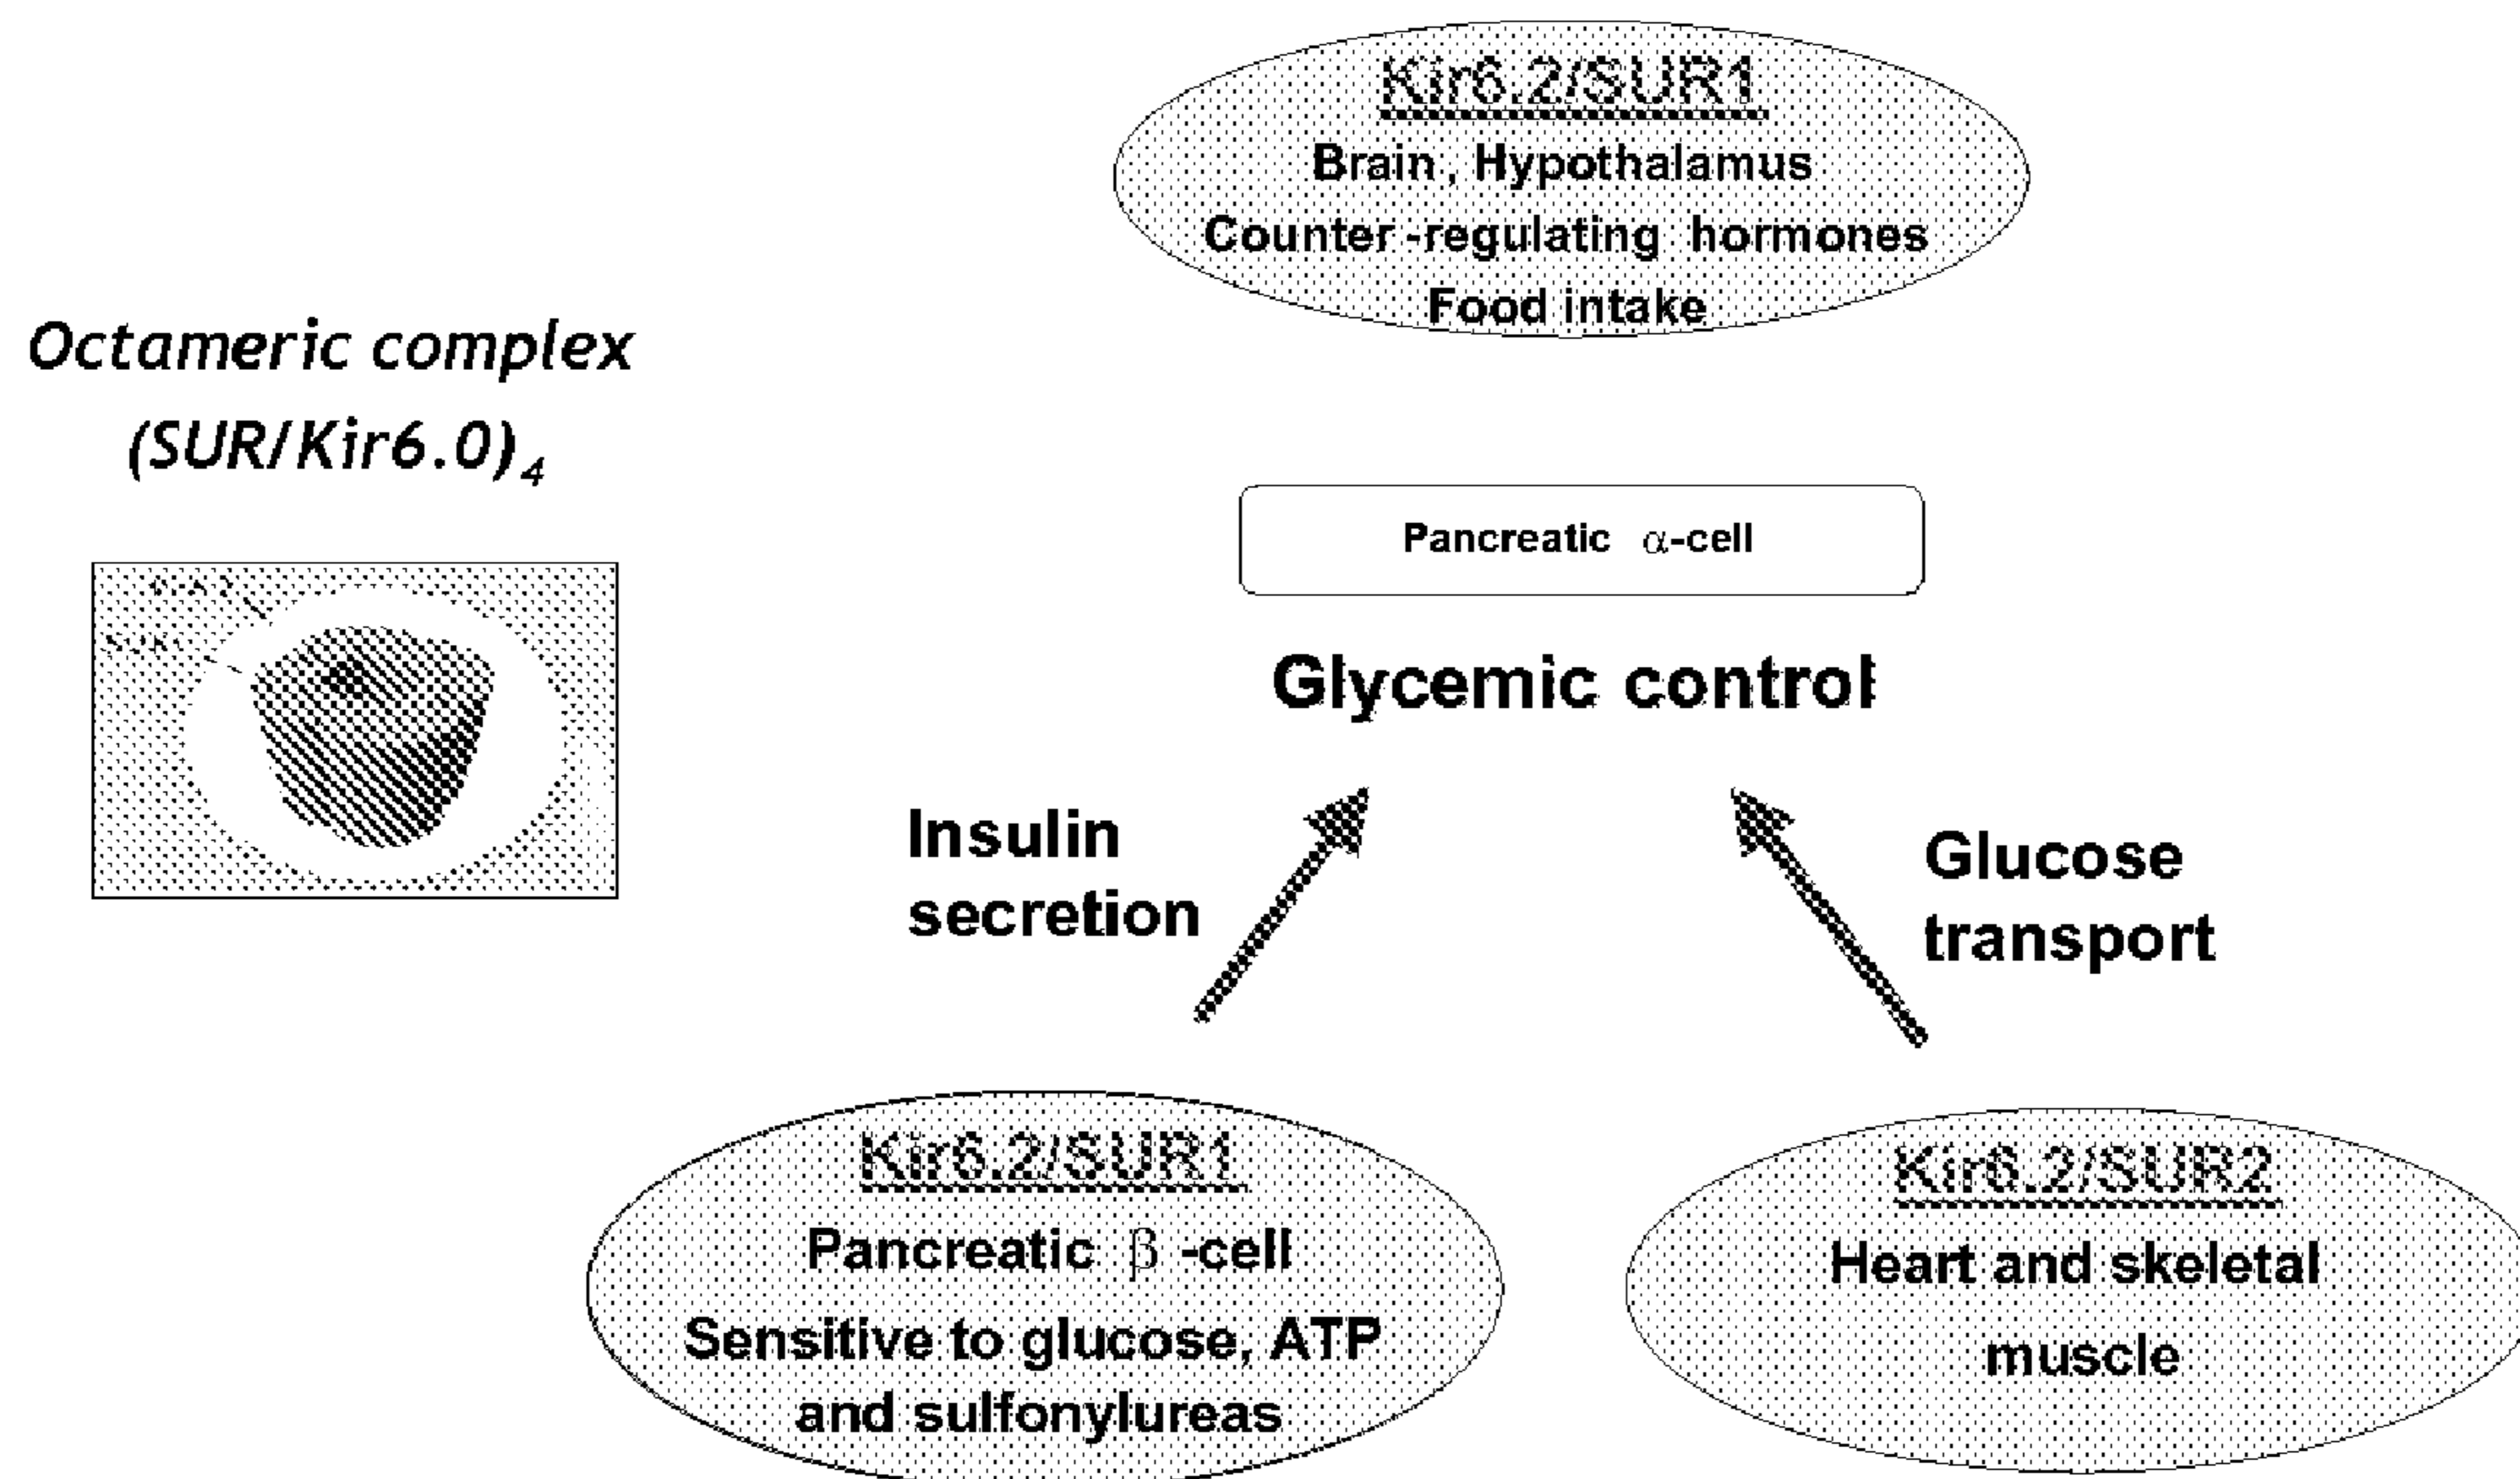 Kir6.2/SUR1
Brain, Hypothalamus
Counter-regulating hormones
Food intake
Octameric complex
(SUR/Kir6.0)4
Pancreatic α-cell
Glycemic control
Insulin
secretion
Glucose
transport
Kir6.2/SUR1
Pancreatic β-cell
Sensitive to glucose, ATP
and sulfonylureas
Kir6.2/SUR2
Heart and skeletal
muscle